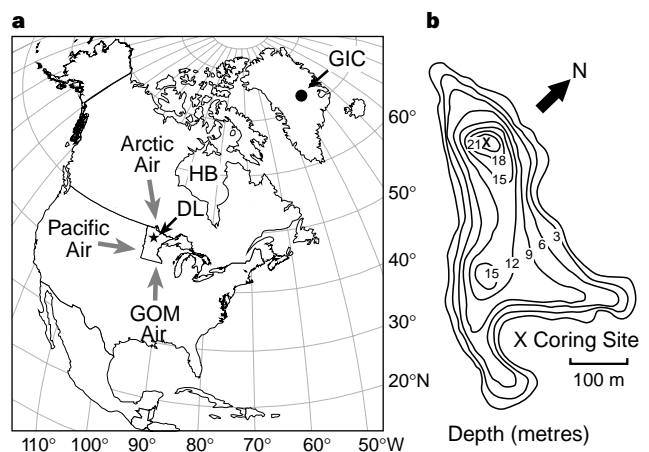 a
GIC
60°
Arctic
Air
HB
50°
DL
Pacific
Air
40°
GOM
Air
30°
20°N
110° 100° 90° 80° 70° 60° 50°W
b
N
21 X
18
15
3
6
9
12
15
X Coring Site
100 m
Depth (metres)